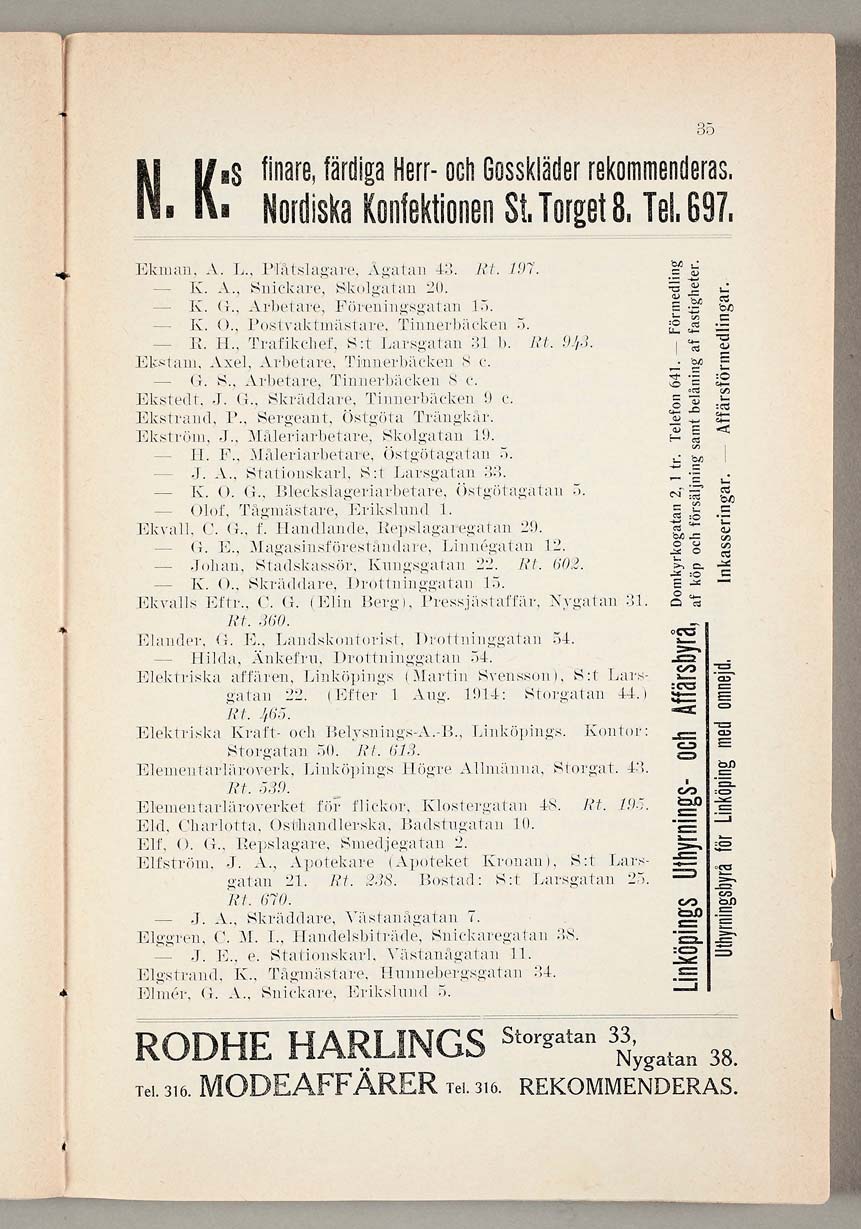 35
N. K:s finare, färdiga Herr- och Gosskläder rekommenderas.
Nordiska Konfektionen St. Torget 8. Tel. 697.
Ekman, A. L., Plåtslagare, Ågatan 43. Rt. 197.
— K. A., Snickare, Skolgatan 20.
— K. G., Arbetare, Föreningsgatan 15.
— K. O., Postvaktmästare, Tinnerbäcken 5.
— R. H., Trafikchef, S:t Larsgatan 31 b. Rt. 943.
Ekstam, Axel, Arbetare, Tinnerbäcken 8 c.
— G. S., Arbetare, Tinnerbäcken 8 c.
Ekstedt, J. G., Skräddare, Tinnerbäcken 9 c.
Ekstrand, P., Sergeant, Östgöta Trängkår.
Ekström, J., Måleriarbetare, Skolgatan 19.
— H. F., Måleriarbetare, Östgötagatan 5.
— J. A., Stationskarl, S:t Larsgatan 33.
— K. O. G., Bleckslageriarbetare, Östgötagatan 5.
— Olof, Tågmästare, Erikslund 1.
Ekvall, C. G., f. Handlande, Repslagaregatan 29.
— G. E., Magasinsföreståndare, Linnégatan 12.
— Johan, Stadskassör, Kungsgatan 22. Rt. 602.
— K. O., Skräddare, Drottninggatan 15.
Ekvalls Eftr., C. G. (Elin Berg), Pressjästaffär, Nygatan 31.
Rt. 360.
Elander, G. E., Landskontorist, Drottninggatan 54.
— Hilda, Änkefru, Drottninggatan 54.
Elektriska affären, Linköpings (Martin Svensson), S:t Lars-
gatan 22. (Efter 1 Aug. 1914: Storgatan 44.)
Rt. 465.
Elektriska Kraft- och Belysnings-A.-B., Linköpings. Kontor:
Storgatan 50. Rt. 613.
Elementarläroverk, Linköpings Högre Allmänna, Storgat. 43.
Rt. 539.
Elementarläroverket för flickor, Klostergatan 48. Rt. 195.
Eld, Charlotta, Osthandlerska, Badstugatan 10.
Elf, O. G., Repslagare, Smedjegatan 2.
Elfström, J. A., Apotekare (Apoteket Kronan), S:t Lars-
gatan 21. Rt. 238. Bostad: S:t Larsgatan 25.
Rt. 670.
— J. A., Skräddare, Västanågatan 7.
Elggren, C. M. I., Handelsbiträde, Snickaregatan 38.
— J. E., e. Stationskarl, Västanågatan 11.
Elgstrand, K., Tågmästare, Hunnebergsgatan 34.
Elmér, G. A., Snickare, Erikslund 5.
Linköpings Uthyrnings- och Affärsbyrå, Domkyrkogatan 2, 1 tr. Telefon 641. — Förmedling
af köp och försäljning samt belåning af fastigheter.
Uthyrningsbyrå för Linköping med omnejd. Inkasseringar. — Affärsförmedlingar.
RODHE HARLINGS Storgatan 33,
Nygatan 38.
Tel. 316. MODEAFFÄRER Tel. 316. REKOMMENDERAS.